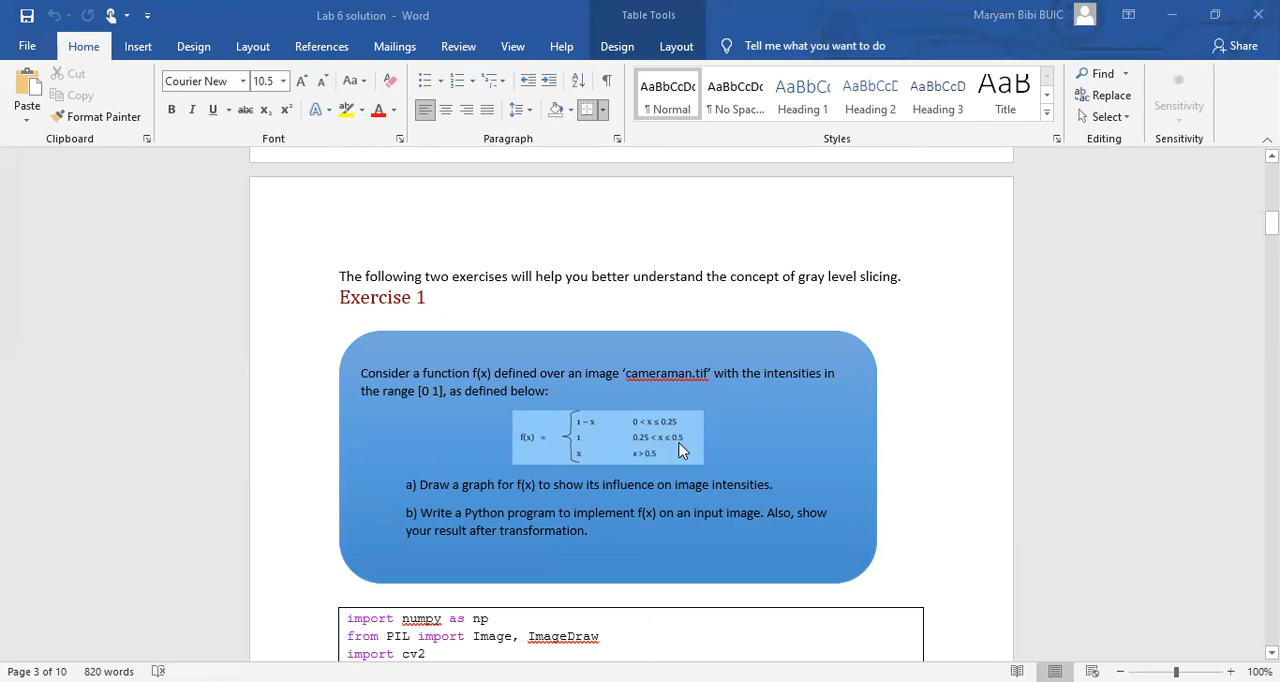 Lab 6 solution - Word
Table Tools
Maryam Bibi BUIC
File Home Insert Design Layout References Mailings Review View Help Design Layout Tell me what you want to do Share
Paste
Cut
Copy
Format Painter
Clipboard
Courier New 10.5
Aa
B I U abc x₂ x²
A A
Font
Paragraph
AaBbCcDc AaBbCcDc AaBbCc AaBbCcD AaBbCcD AaB
¶ Normal ¶ No Spac... Heading 1 Heading 2 Heading 3 Title
Styles
Find
Replace
Select
Editing
Sensitivity
Sensitivity
The following two exercises will help you better understand the concept of gray level slicing.
Exercise 1
Consider a function f(x) defined over an image ‘cameraman.tif’ with the intensities in
the range [0 1], as defined below:
1 – x 0 < x ≤ 0.25
f(x) = 1 0.25 < x ≤ 0.5
x x > 0.5
a) Draw a graph for f(x) to show its influence on image intensities.
b) Write a Python program to implement f(x) on an input image. Also, show
your result after transformation.
import numpy as np
from PIL import Image, ImageDraw
import cv2
Page 3 of 10 820 words 100%